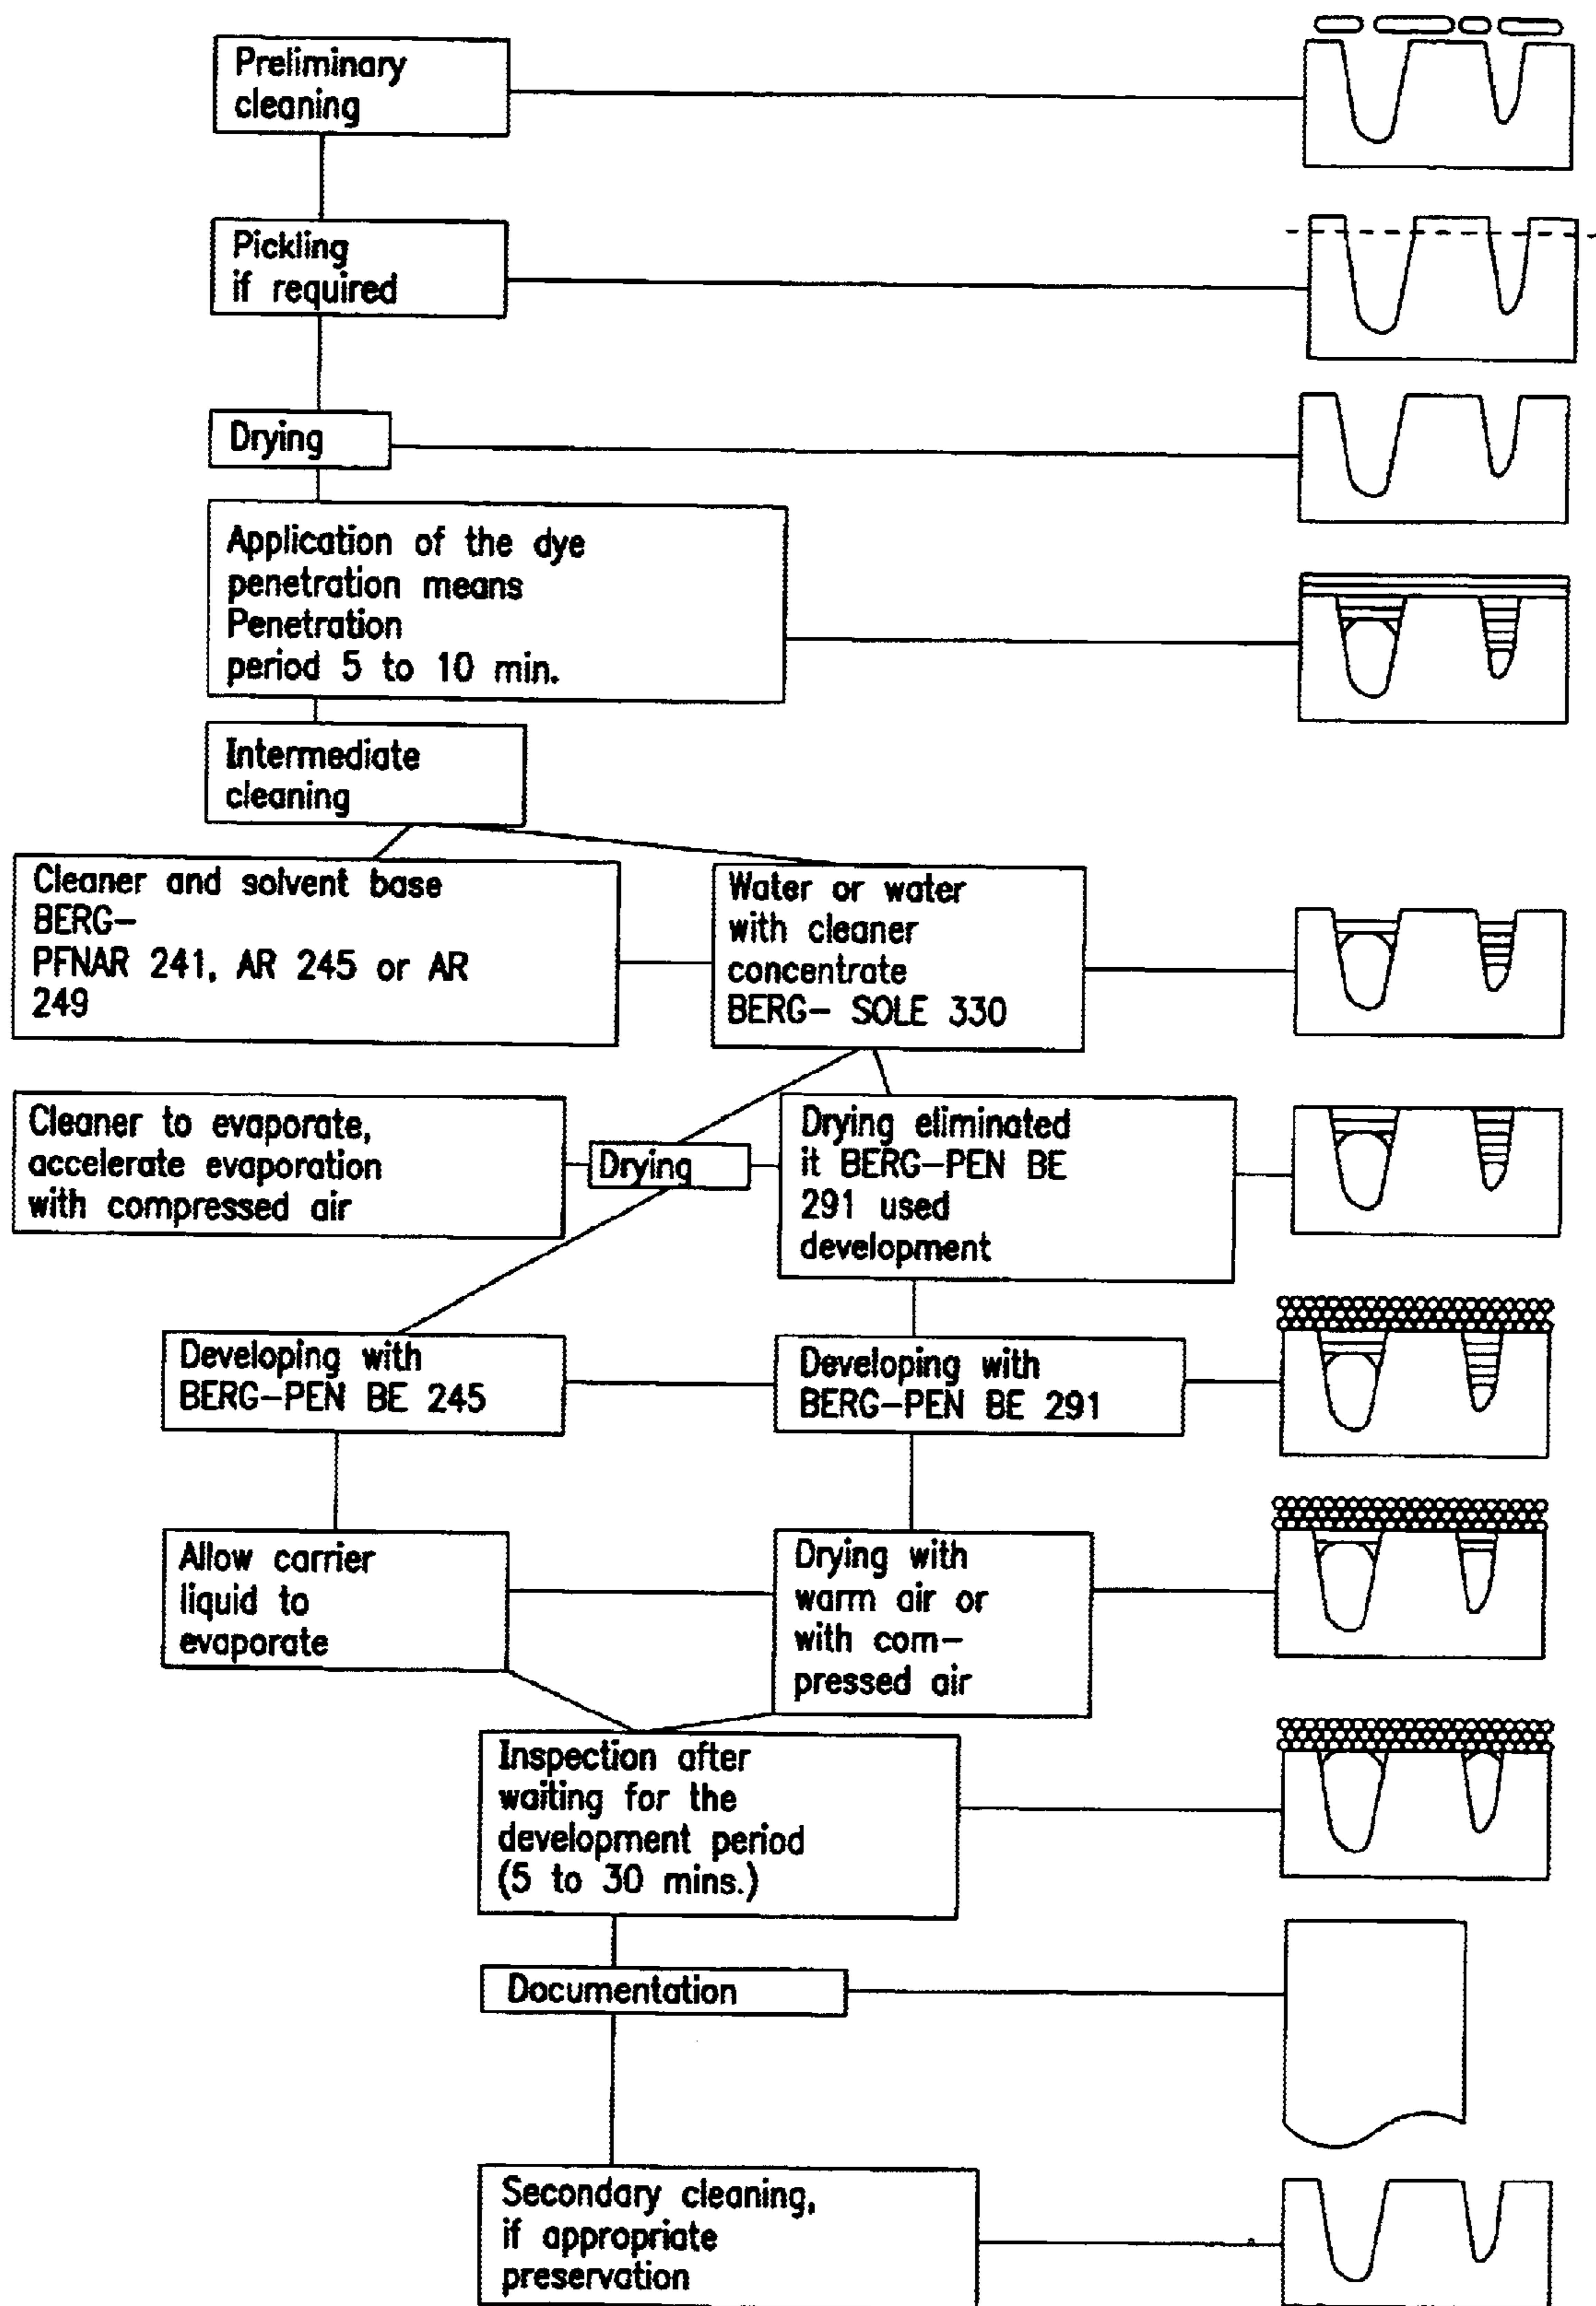 Preliminary
cleaning
Pickling
if required
Drying
Application of the dye
penetration means
Penetration
period 5 to 10 min.
Intermediate
cleaning
Cleaner and solvent base
BERG-
PFNAR 241, AR 245 or AR
249
Water or water
with cleaner
concentrate
BERG- SOLE 330
Cleaner to evaporate,
accelerate evaporation
with compressed air
Drying
Drying eliminated
it BERG-PEN BE
291 used
development
Developing with
BERG-PEN BE 245
Developing with
BERG-PEN BE 291
Allow carrier
liquid to
evaporate
Drying with
warm air or
with com-
pressed air
Inspection after
waiting for the
development period
(5 to 30 mins.)
Documentation
Secondary cleaning,
if appropriate
preservation